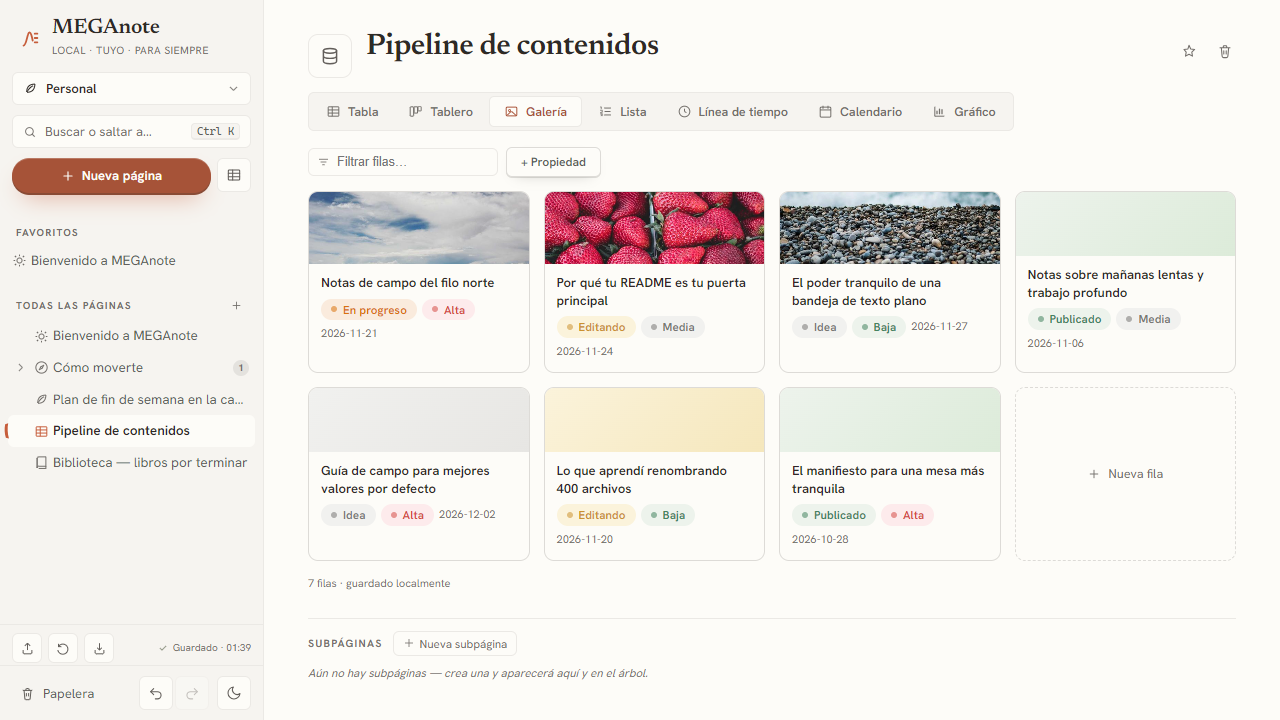 MEGAnote
LOCAL · TUYO · PARA SIEMPRE
Personal
Buscar o saltar a...
Ctrl K
Nueva página
FAVORITOS
Bienvenido a MEGAnote
TODAS LAS PÁGINAS
Bienvenido a MEGAnote
Cómo moverte
1
Plan de fin de semana en la ca...
Pipeline de contenidos
Biblioteca — libros por terminar
Guardado · 01:39
Papelera
Pipeline de contenidos
Tabla
Tablero
Galería
Lista
Línea de tiempo
Calendario
Gráfico
Filtrar filas...
+ Propiedad
Notas de campo del filo norte
En progreso
Alta
2026-11-21
Por qué tu README es tu puerta
principal
Editando
Media
2026-11-24
El poder tranquilo de una
bandeja de texto plano
Idea
Baja
2026-11-27
Notas sobre mañanas lentas y
trabajo profundo
Publicado
Media
2026-11-06
Guía de campo para mejores
valores por defecto
Idea
Alta
2026-12-02
Lo que aprendí renombrando
400 archivos
Editando
Baja
2026-11-20
El manifiesto para una mesa más
tranquila
Publicado
Alta
2026-10-28
Nueva fila
7 filas · guardado localmente
SUBPÁGINAS
Nueva subpágina
Aún no hay subpáginas — crea una y aparecerá aquí y en el árbol.